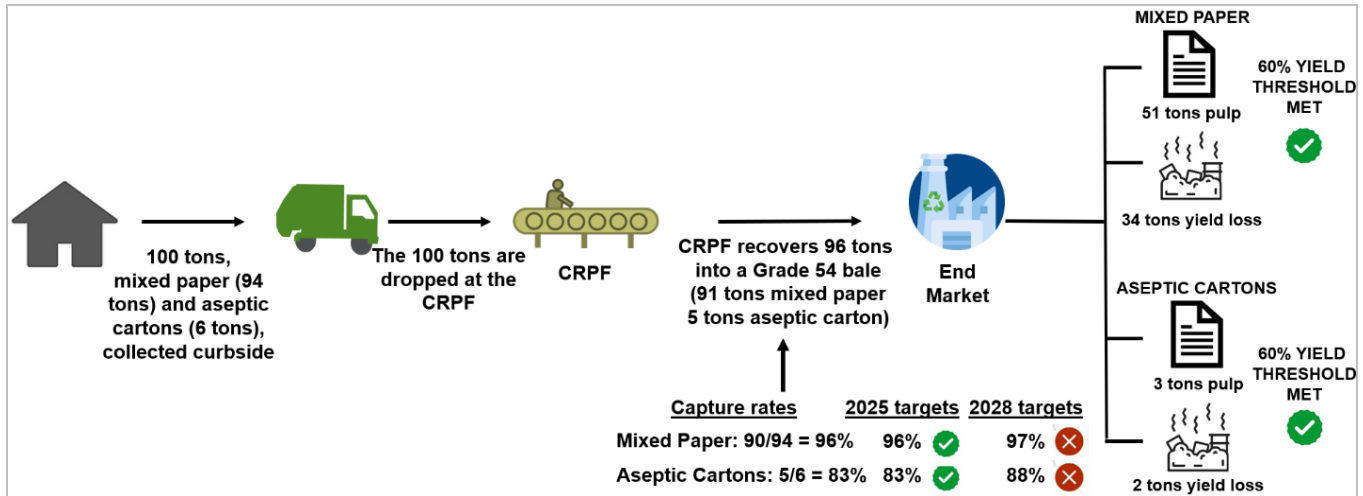 100 tons,
mixed paper (94
tons) and aseptic
cartons (6 tons),
collected curbside
The 100 tons are
dropped at the
CRPF
CRPF
CRPF recovers 96 tons
into a Grade 54 bale
(91 tons mixed paper
5 tons aseptic carton)
End
Market
Capture rates 2025 targets 2028 targets
Mixed Paper: 90/94 = 96% 96% 97%
Aseptic Cartons: 5/6 = 83% 83% 88%
MIXED PAPER
51 tons pulp
34 tons yield loss
60% YIELD
THRESHOLD
MET
ASEPTIC CARTONS
3 tons pulp
2 tons yield loss
60% YIELD
THRESHOLD
MET